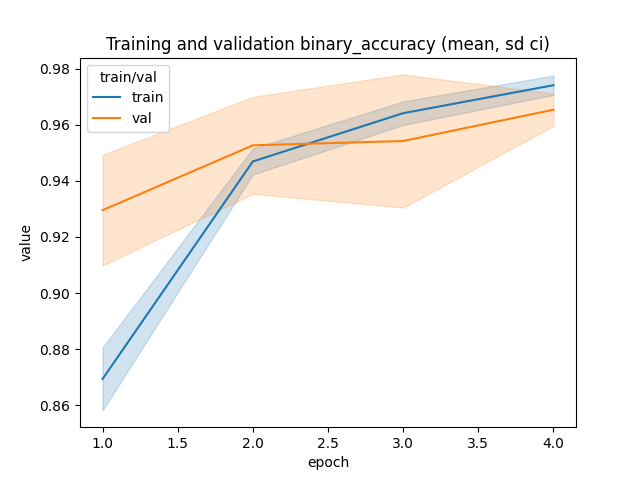 Training and validation binary_accuracy (mean, sd ci)
train/val
train
val
0.98
0.96
0.94
0.92
0.90
0.88
0.86
value
1.0 1.5 2.0 2.5 3.0 3.5 4.0
epoch